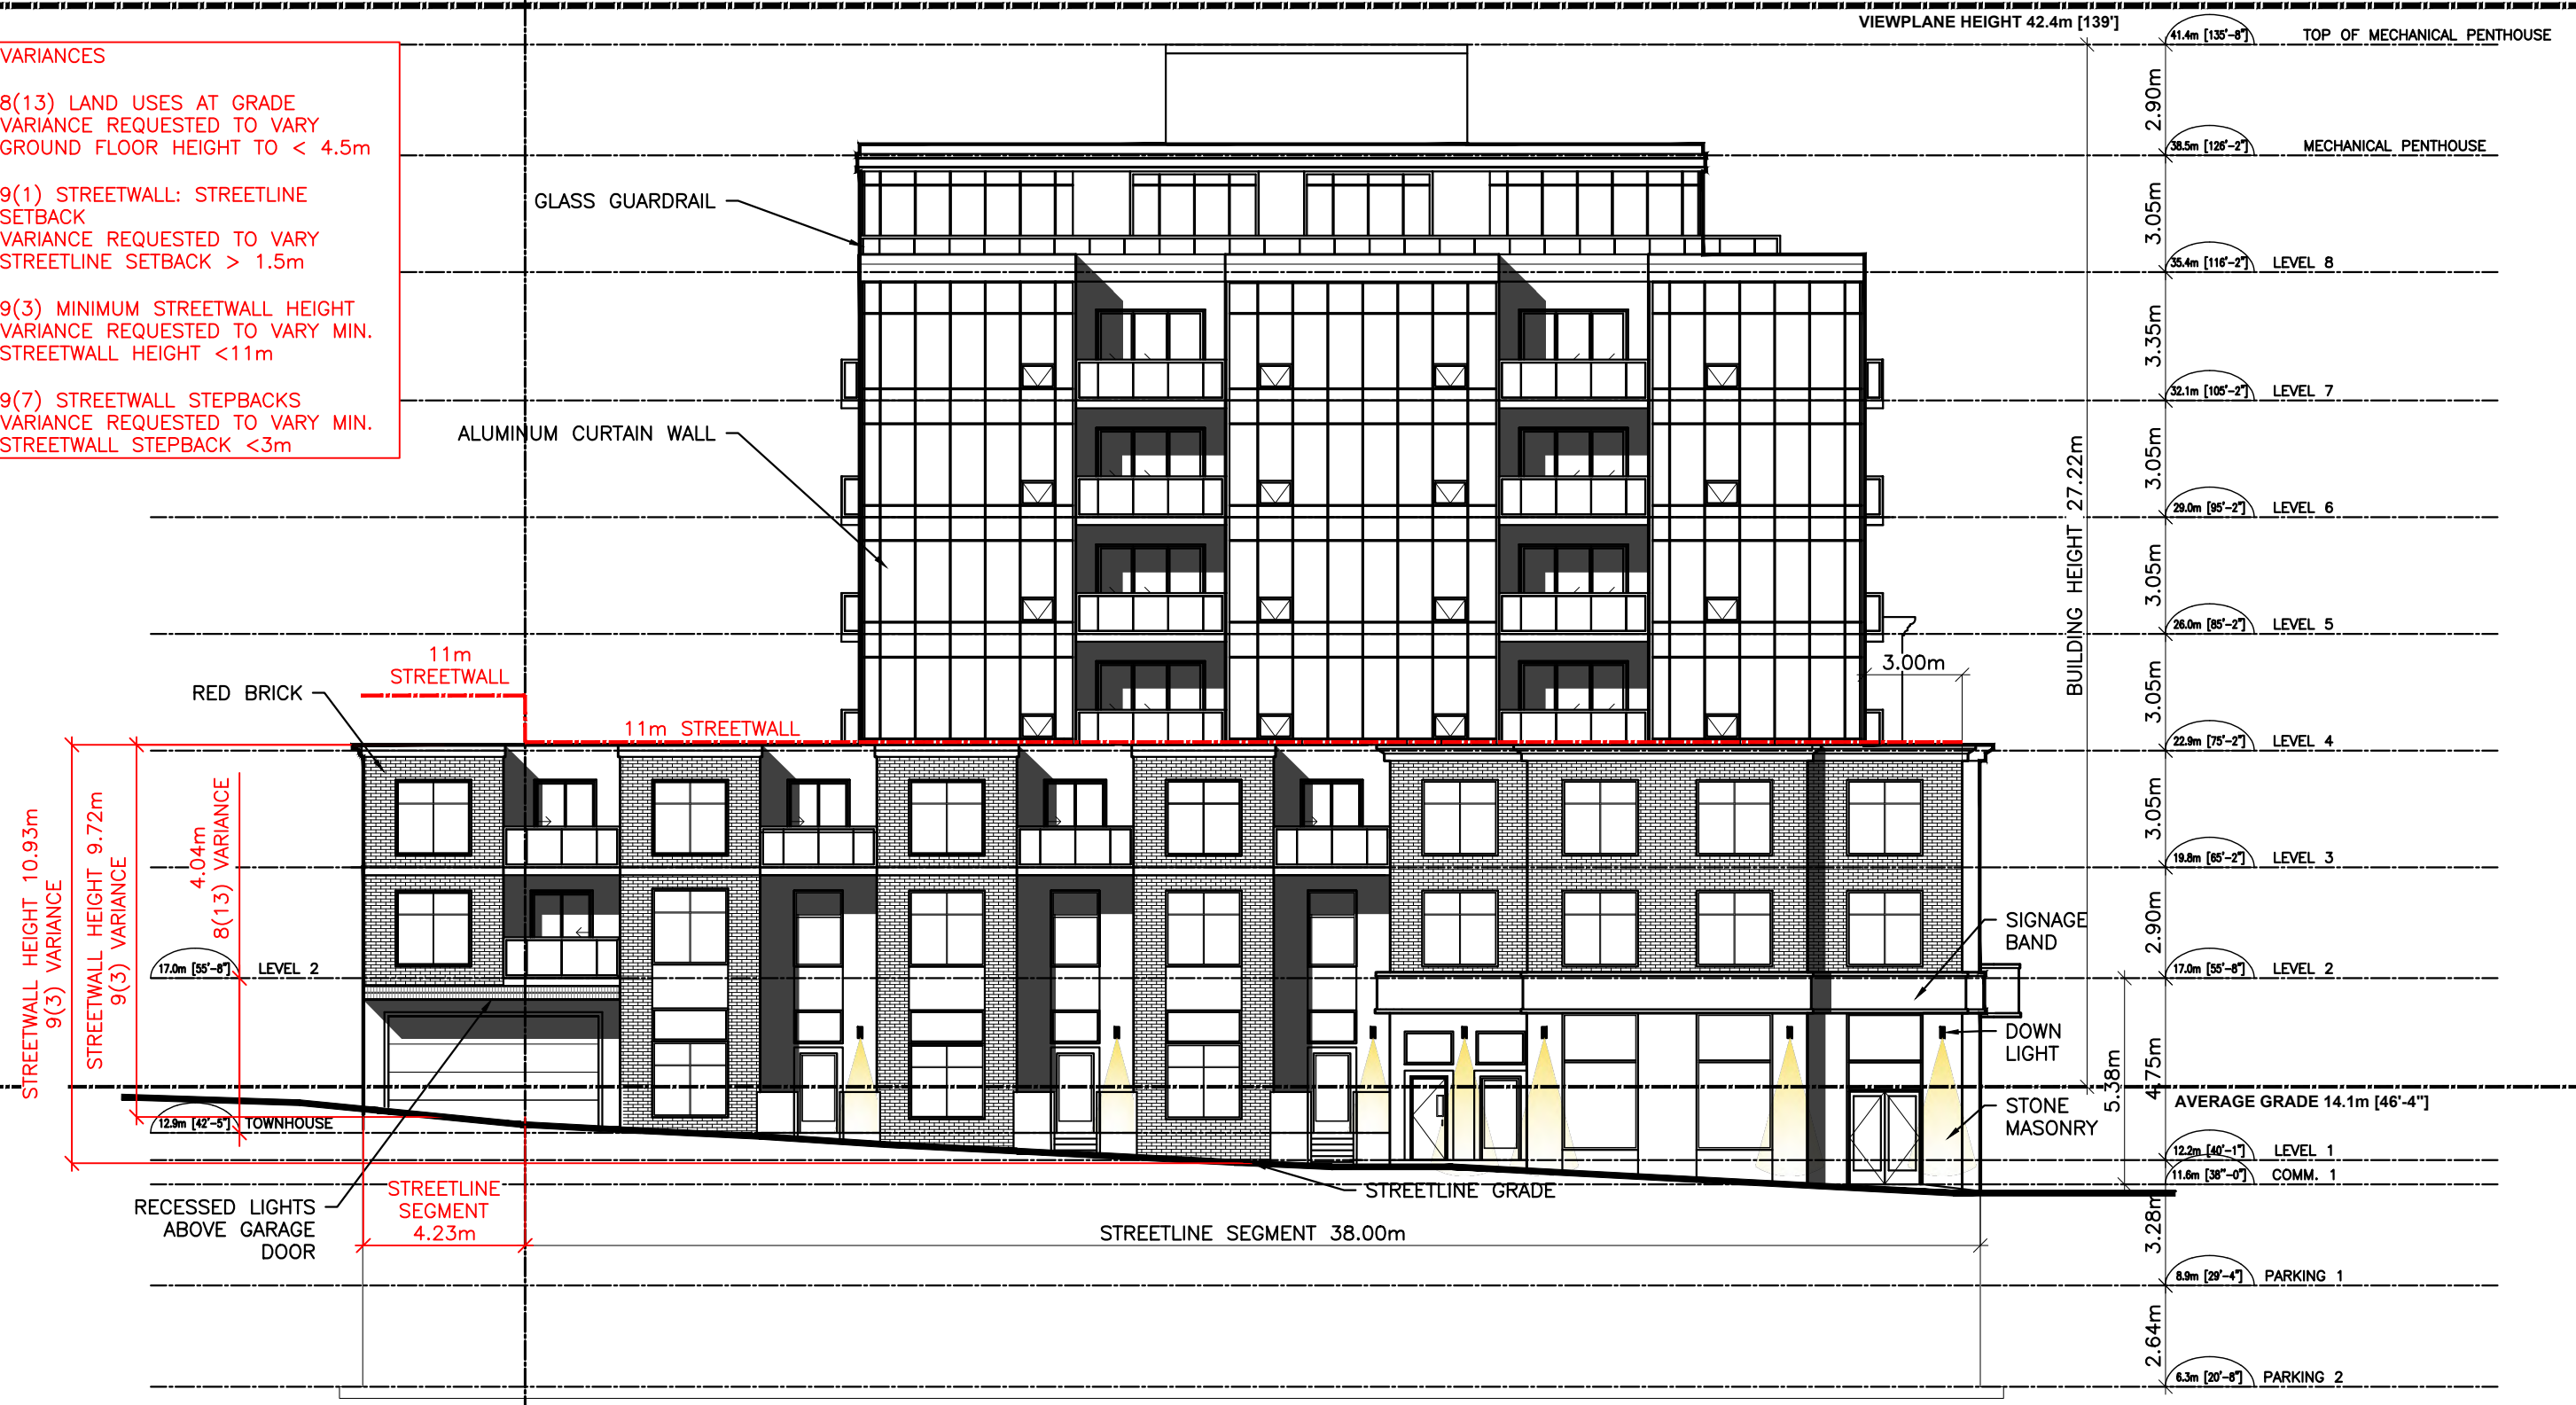 VIEWPLANE HEIGHT 42.4m [139']
41.4m [135'-8"] TOP OF MECHANICAL PENTHOUSE
VARIANCES
8(13) LAND USES AT GRADE
VARIANCE REQUESTED TO VARY
GROUND FLOOR HEIGHT TO < 4.5m
9(1) STREETWALL: STREETLINE
SETBACK
VARIANCE REQUESTED TO VARY
STREETLINE SETBACK > 1.5m
9(3) MINIMUM STREETWALL HEIGHT
VARIANCE REQUESTED TO VARY MIN.
STREETWALL HEIGHT <11m
9(7) STREETWALL STEPBACKS
VARIANCE REQUESTED TO VARY MIN.
STREETWALL STEPBACK <3m
2.90m
38.5m [126'-2"] MECHANICAL PENTHOUSE
GLASS GUARDRAIL
3.05m
35.4m [116'-2"] LEVEL 8
3.35m
32.1m [105'-2"] LEVEL 7
ALUMINUM CURTAIN WALL
3.05m
29.0m [95'-2"] LEVEL 6
BUILDING HEIGHT 27.22m
3.05m
26.0m [85'-2"] LEVEL 5
11m
STREETWALL
3.00m
RED BRICK
3.05m
11m STREETWALL
22.9m [75'-2"] LEVEL 4
3.05m
19.8m [65'-2"] LEVEL 3
STREETWALL HEIGHT 10.93m
9(3) VARIANCE
STREETWALL HEIGHT 9.72m
9(3) VARIANCE
4.04m
8(13) VARIANCE
SIGNAGE
BAND
2.90m
17.0m [55'-8"] LEVEL 2
17.0m [55'-8"] LEVEL 2
DOWN
LIGHT
5.38m
4.75m
STONE
MASONRY
AVERAGE GRADE 14.1m [46'-4"]
12.9m [42'-5"] TOWNHOUSE
12.2m [40'-1"] LEVEL 1
11.6m [38"-0"] COMM. 1
STREETLINE GRADE
STREETLINE
SEGMENT
4.23m
RECESSED LIGHTS
ABOVE GARAGE
DOOR
STREETLINE SEGMENT 38.00m
3.28m
8.9m [29'-4"] PARKING 1
2.64m
6.3m [20'-8"] PARKING 2